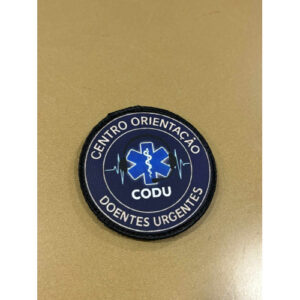 CENTRO ORIENTAÇÃO
CODU
DOENTES URGENTES